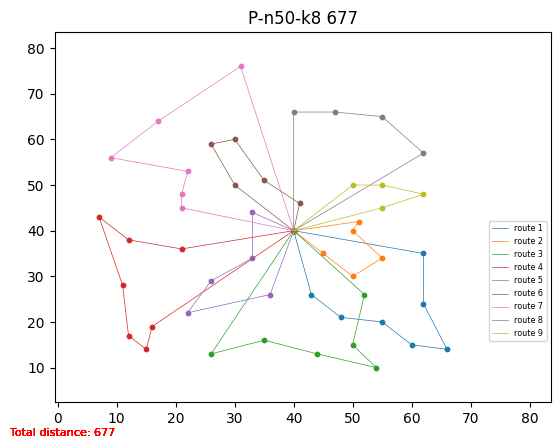 P-n50-k8 677
80
70
60
50
40
30
20
10
0 10 20 30 40 50 60 70 80
route 1
route 2
route 3
route 4
route 5
route 6
route 7
route 8
route 9
Total distance: 677